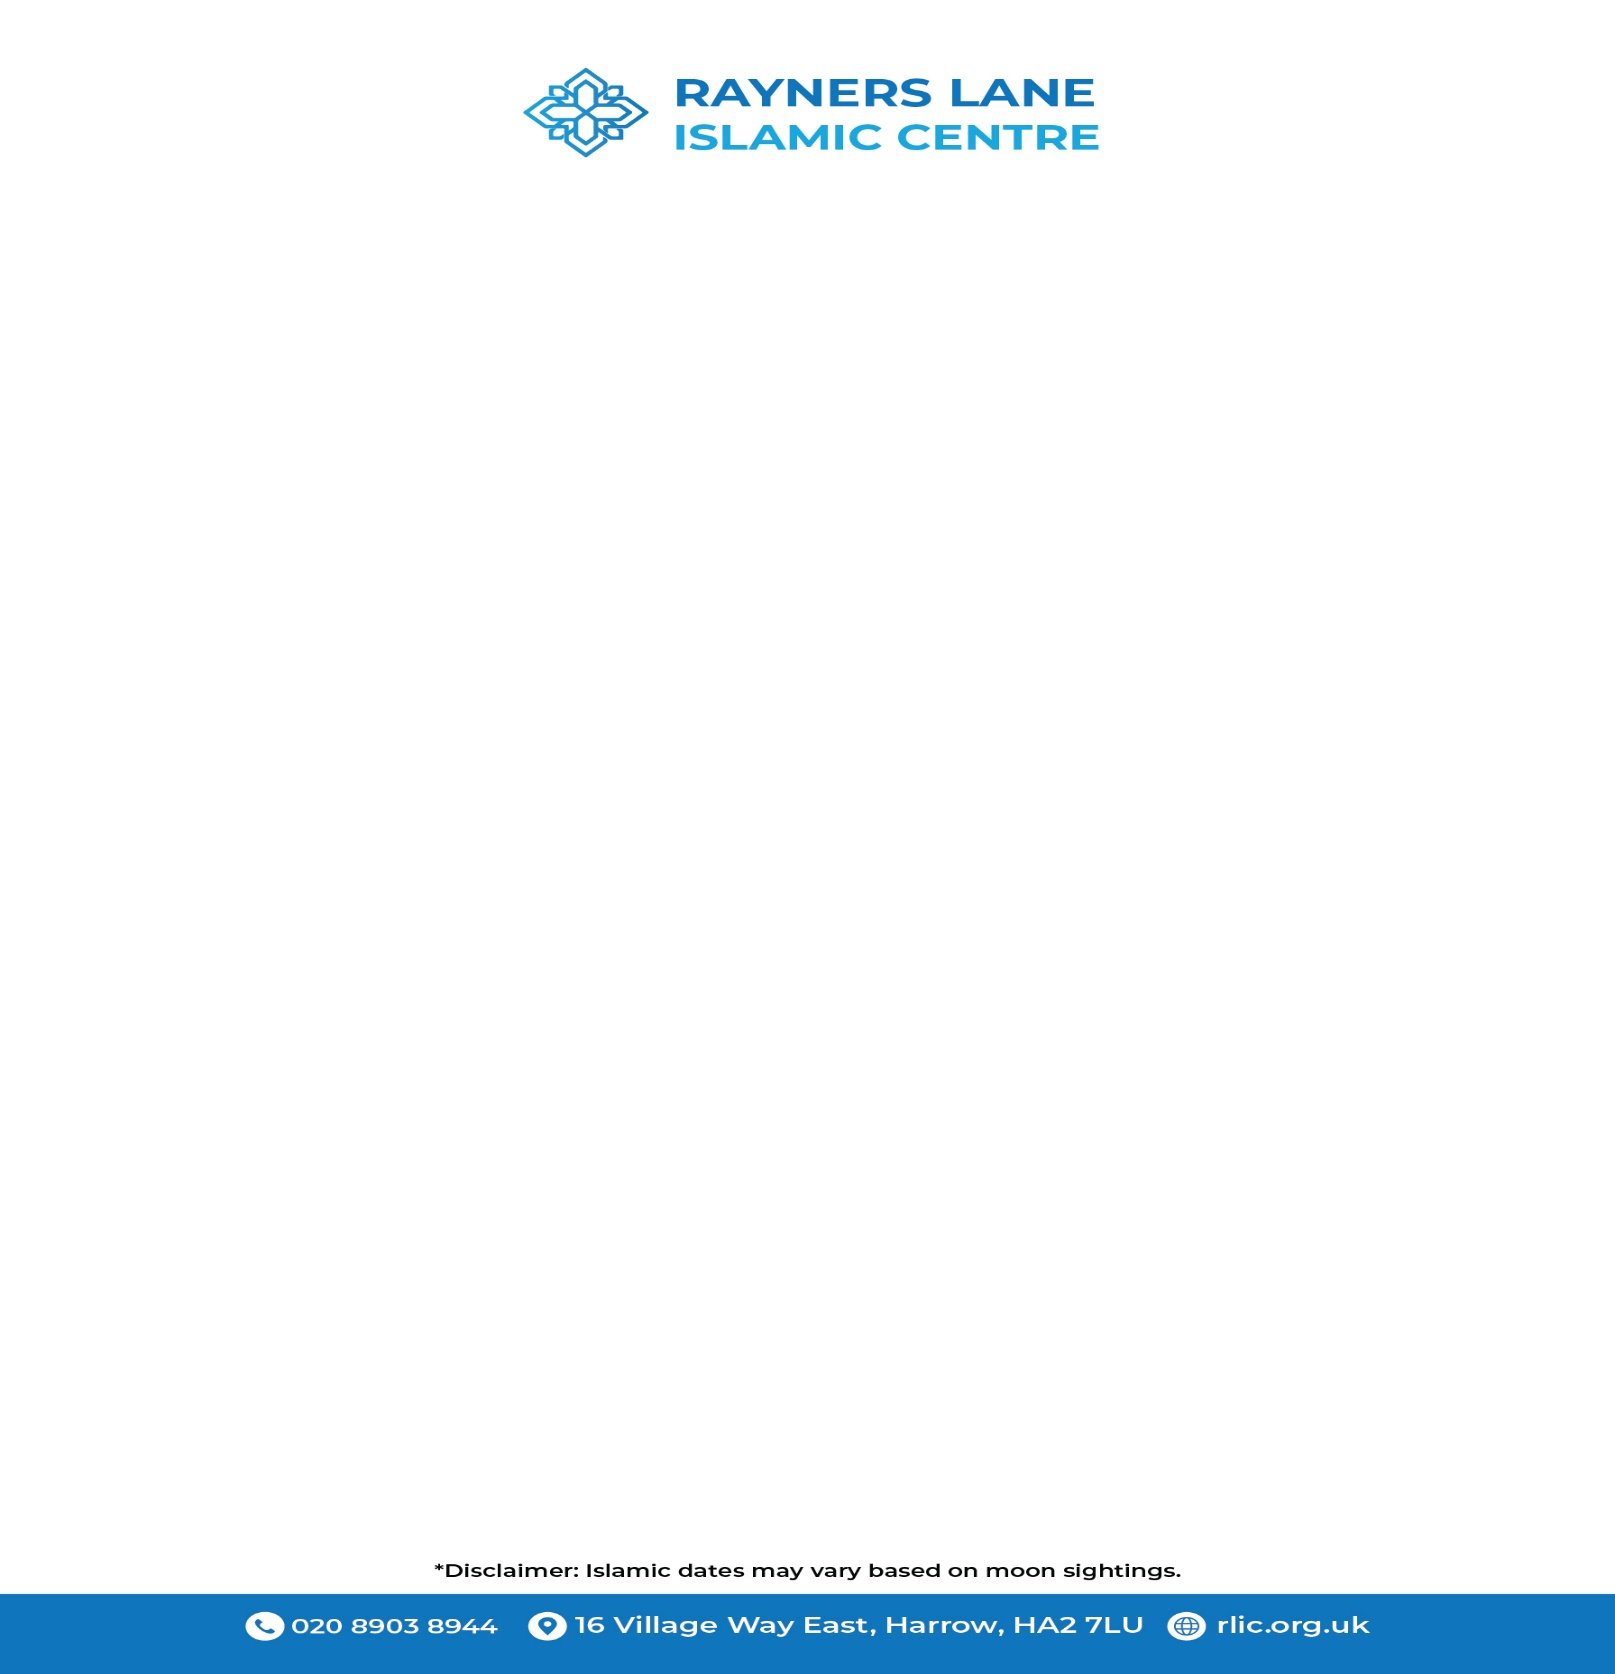 RAYNERS LANE
ISLAMIC CENTRE
*Disclaimer: Islamic dates may vary based on moon sightings.
020 8903 8944 16 Village Way East, Harrow, HA2 7LU rlic.org.uk